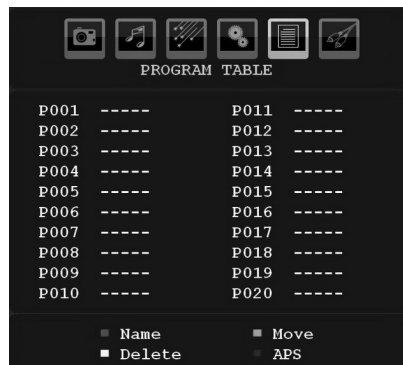 PROGRAM TABLE
P001 ----- P011 -----
P002 ----- P012 -----
P003 ----- P013 -----
P004 ----- P014 -----
P005 ----- P015 -----
P006 ----- P016 -----
P007 ----- P017 -----
P008 ----- P018 -----
P009 ----- P019 -----
P010 ----- P020 -----
Name Move
Delete APS